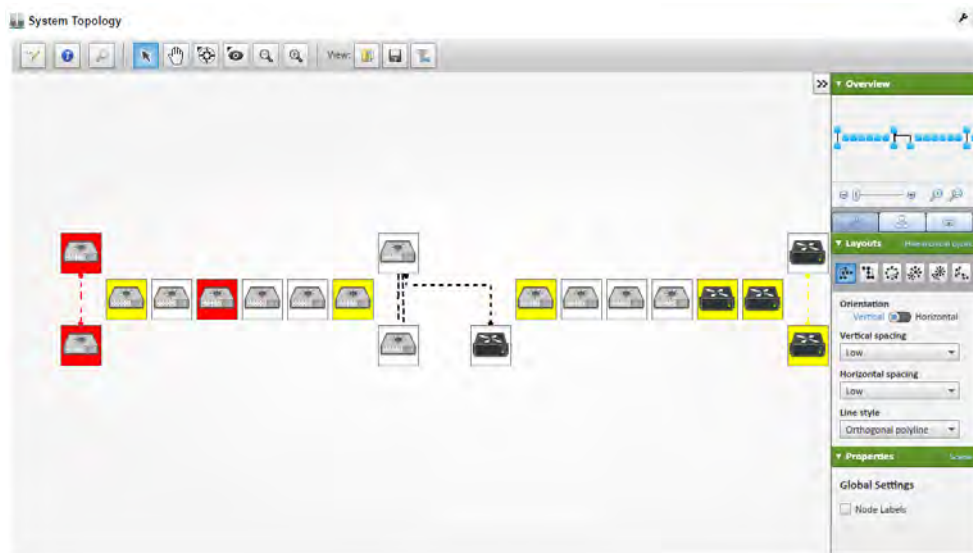 System Topology
View:
Overview
Layouts
Orientation
Vertical Horizontal
Vertical spacing
Low
Horizontal spacing
Low
Line style
Orthogonal polyline
Properties
Scene
Global Settings
Node Labels